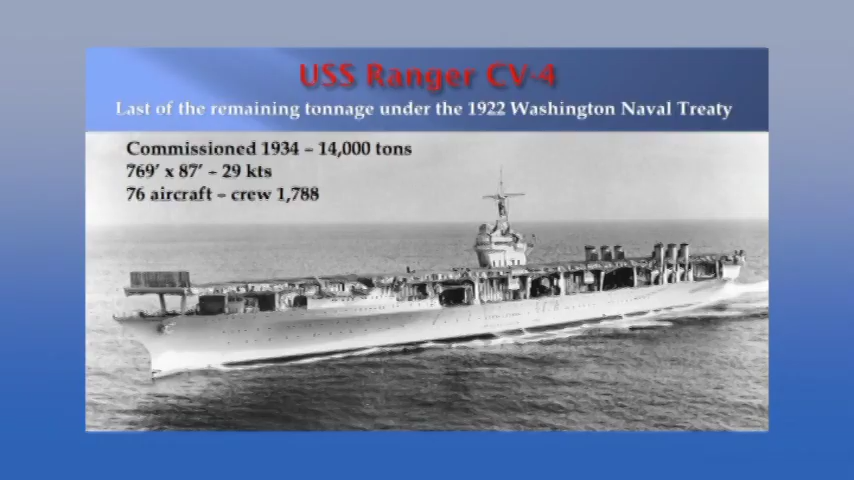 USS Ranger CV-4
Last of the remaining tonnage under the 1922 Washington Naval Treaty
Commissioned 1934 – 14,000 tons
769’ x 87’ – 29 kts
76 aircraft – crew 1,788